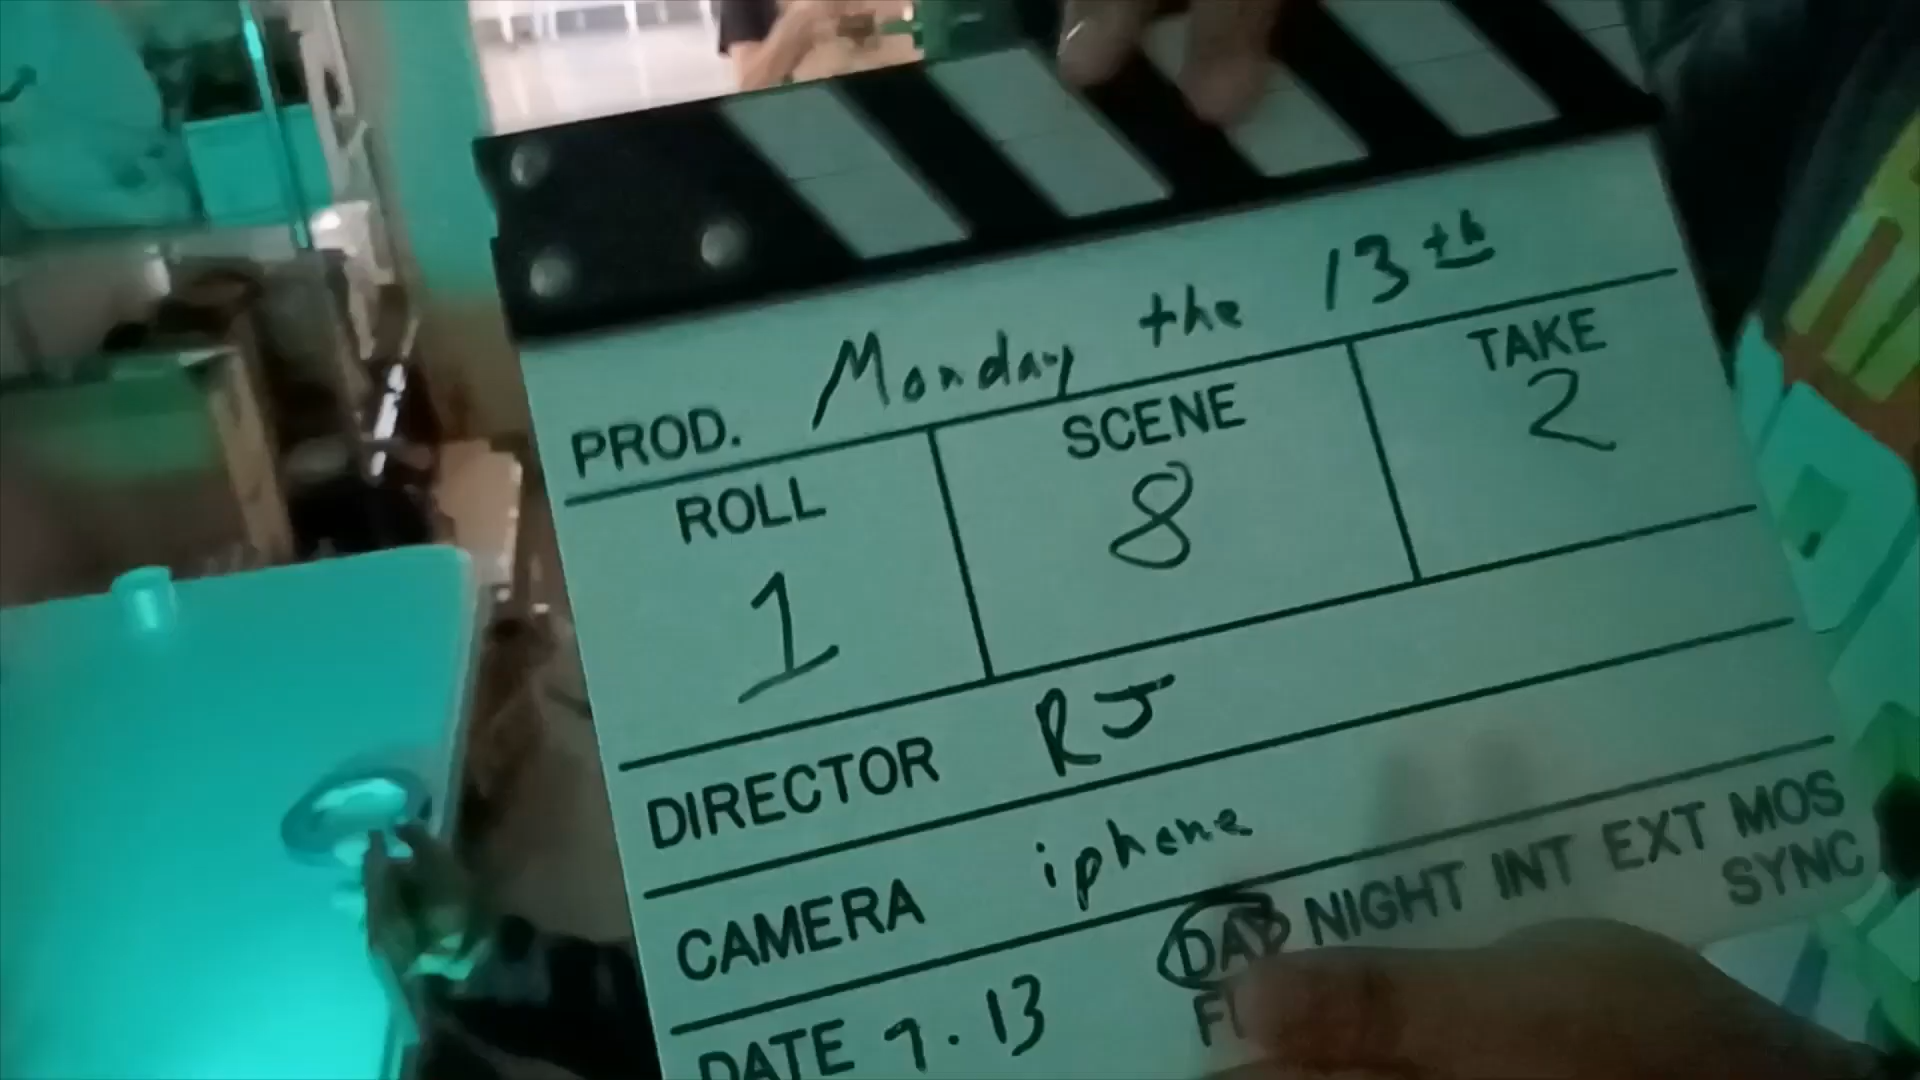 PROD. Monday the 13th
ROLL SCENE TAKE
1 8 2
DIRECTOR RJ
CAMERA iphone
DAY NIGHT INT EXT MOS
SYNC
DATE 7.13